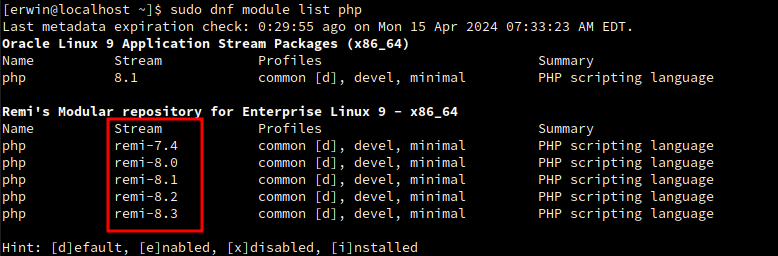 [erwin@localhost ~]$ sudo dnf module list php
Last metadata expiration check: 0:29:55 ago on Mon 15 Apr 2024 07:33:23 AM EDT.
Oracle Linux 9 Application Stream Packages (x86_64)
Name Stream Profiles Summary
php 8.1 common [d], devel, minimal PHP scripting language
Remi's Modular repository for Enterprise Linux 9 - x86_64
Name Stream Profiles Summary
php remi-7.4 common [d], devel, minimal PHP scripting language
php remi-8.0 common [d], devel, minimal PHP scripting language
php remi-8.1 common [d], devel, minimal PHP scripting language
php remi-8.2 common [d], devel, minimal PHP scripting language
php remi-8.3 common [d], devel, minimal PHP scripting language
Hint: [d]efault, [e]nabled, [x]disabled, [i]nstalled